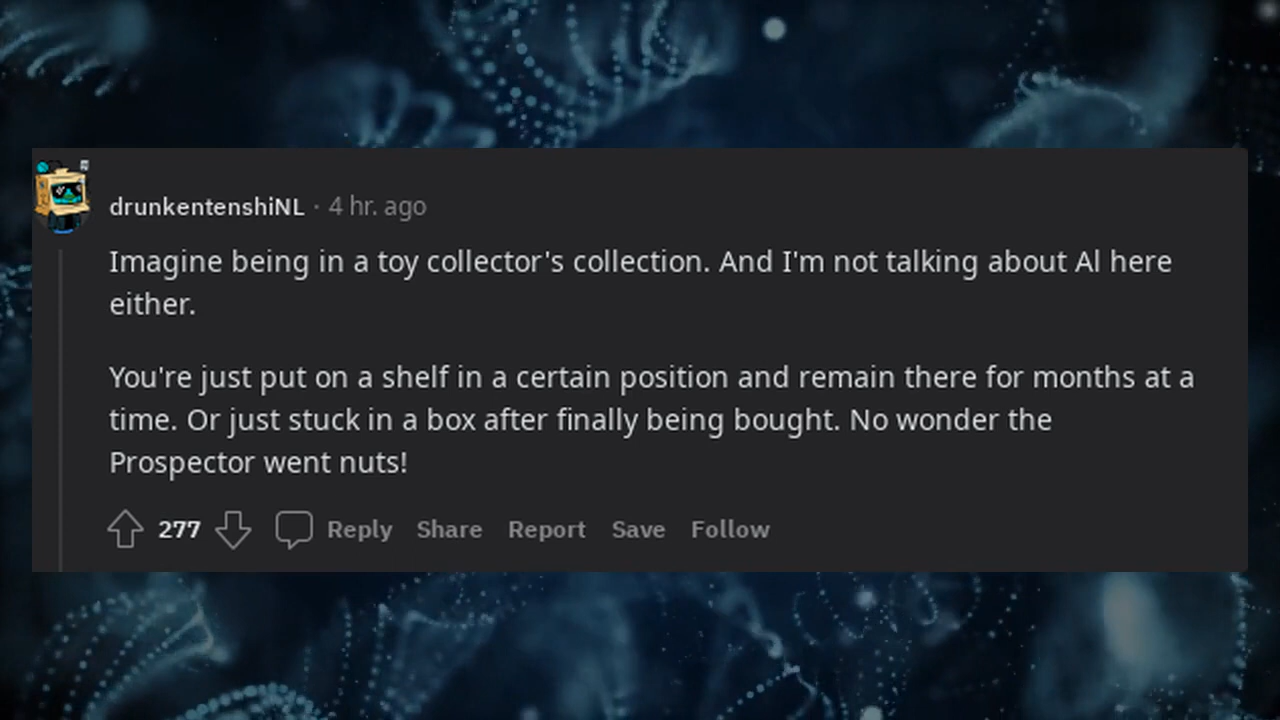 drunkentenshiNL · 4 hr. ago
Imagine being in a toy collector's collection. And I'm not talking about Al here
either.
You're just put on a shelf in a certain position and remain there for months at a
time. Or just stuck in a box after finally being bought. No wonder the
Prospector went nuts!
277 Reply Share Report Save Follow